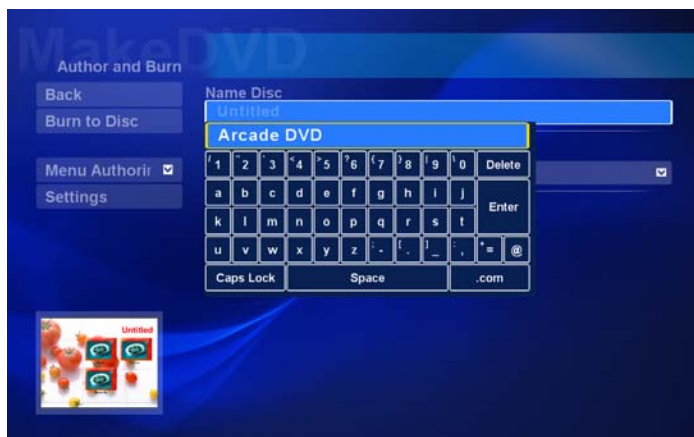 MakeDVD
Author and Burn
Back
Burn to Disc
Menu Authorin
Settings
Name Disc
Untitled
Arcade DVD
1 2 3 4 5 6 7 8 9 0 Delete
a b c d e f g h i j
Enter
k l m n o p q r s t
u v w x y z - . _ , = @
Caps Lock Space .com
Untitled